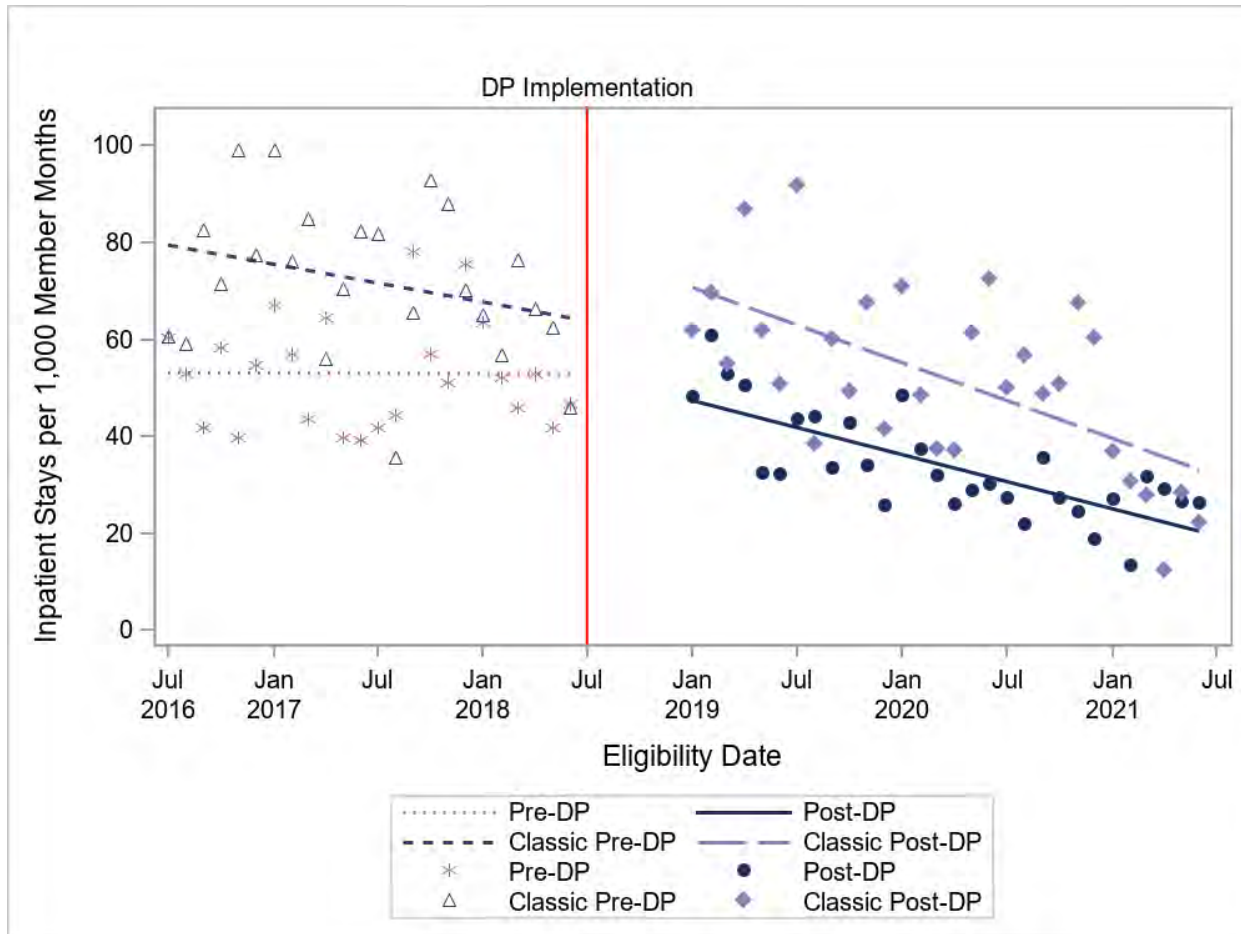 DP Implementation
Inpatient Stays per 1,000 Member Months
100
80
60
40
20
0
Jul Jan Jul Jan Jul Jan Jul Jan Jul Jan Jul
2016 2017 2018 2019 2020 2021
Eligibility Date
Pre-DP Post-DP
Classic Pre-DP Classic Post-DP
Pre-DP Post-DP
Classic Pre-DP Classic Post-DP